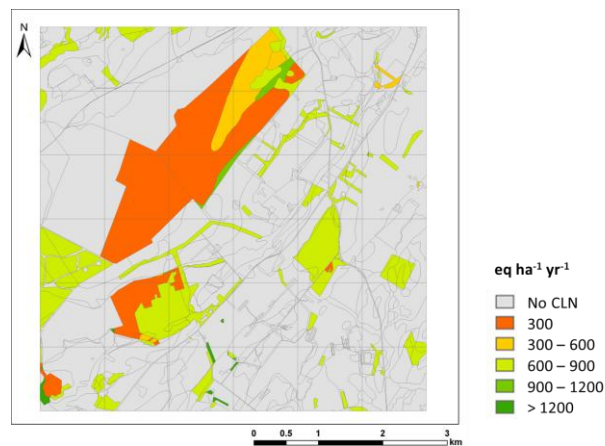 N
eq ha⁻¹ yr⁻¹
No CLN
300
300 – 600
600 – 900
900 – 1200
> 1200
0 0.5 1 2 3
km